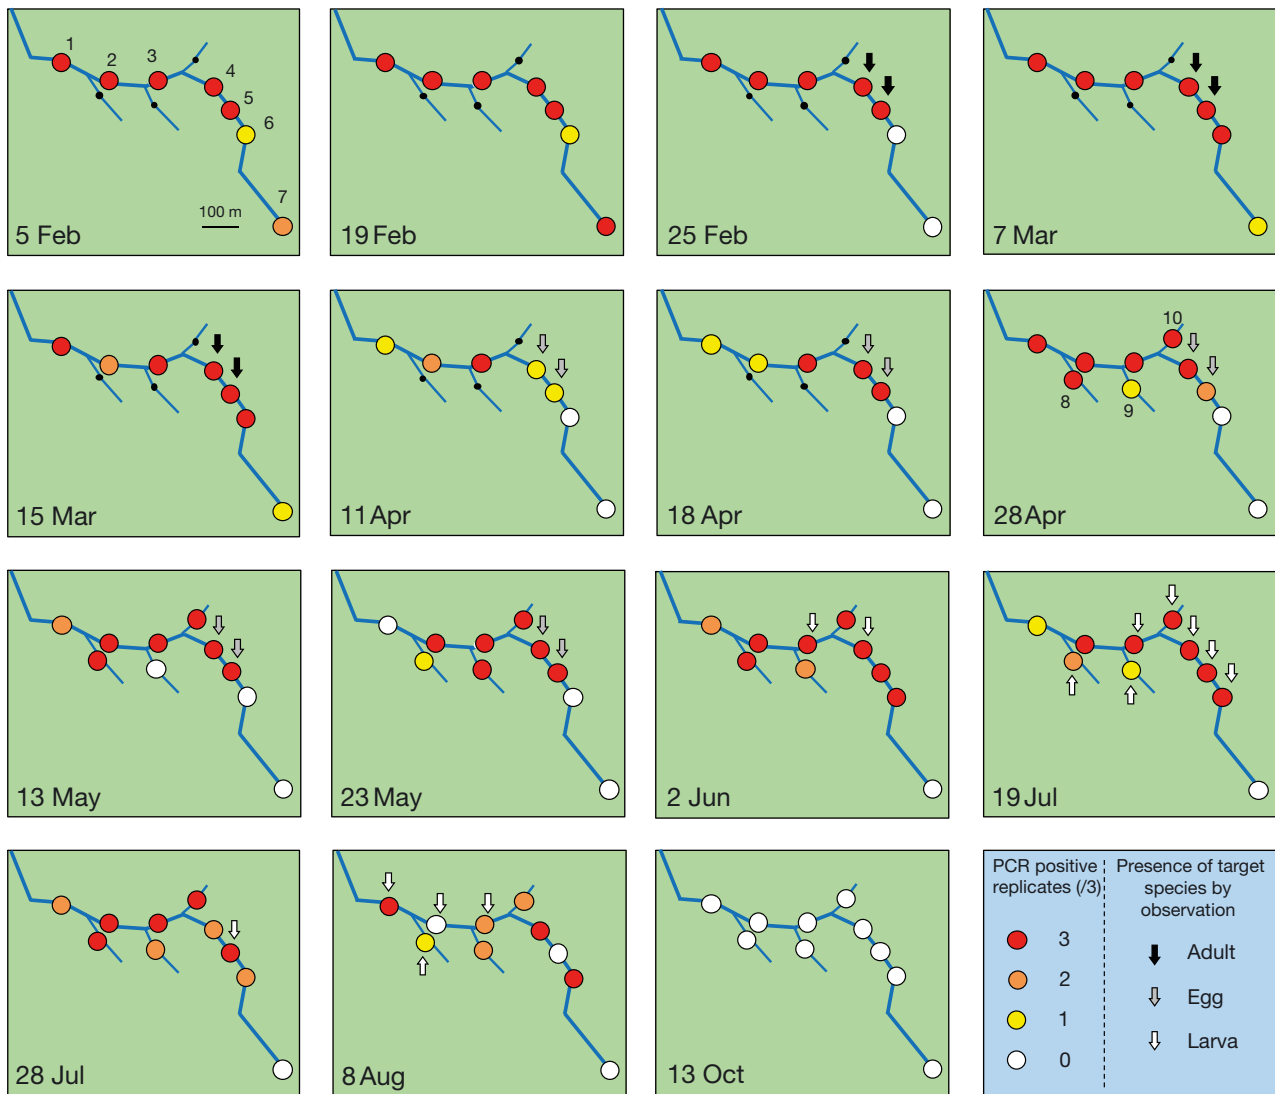 1
2
3
4
5
6
7
100 m
5 Feb
19 Feb
25 Feb
7 Mar
15 Mar
11 Apr
18 Apr
10
8
9
28 Apr
13 May
23 May
2 Jun
19 Jul
28 Jul
8 Aug
13 Oct
PCR positive
replicates (/3)
3
2
1
0
Presence of target
species by
observation
Adult
Egg
Larva